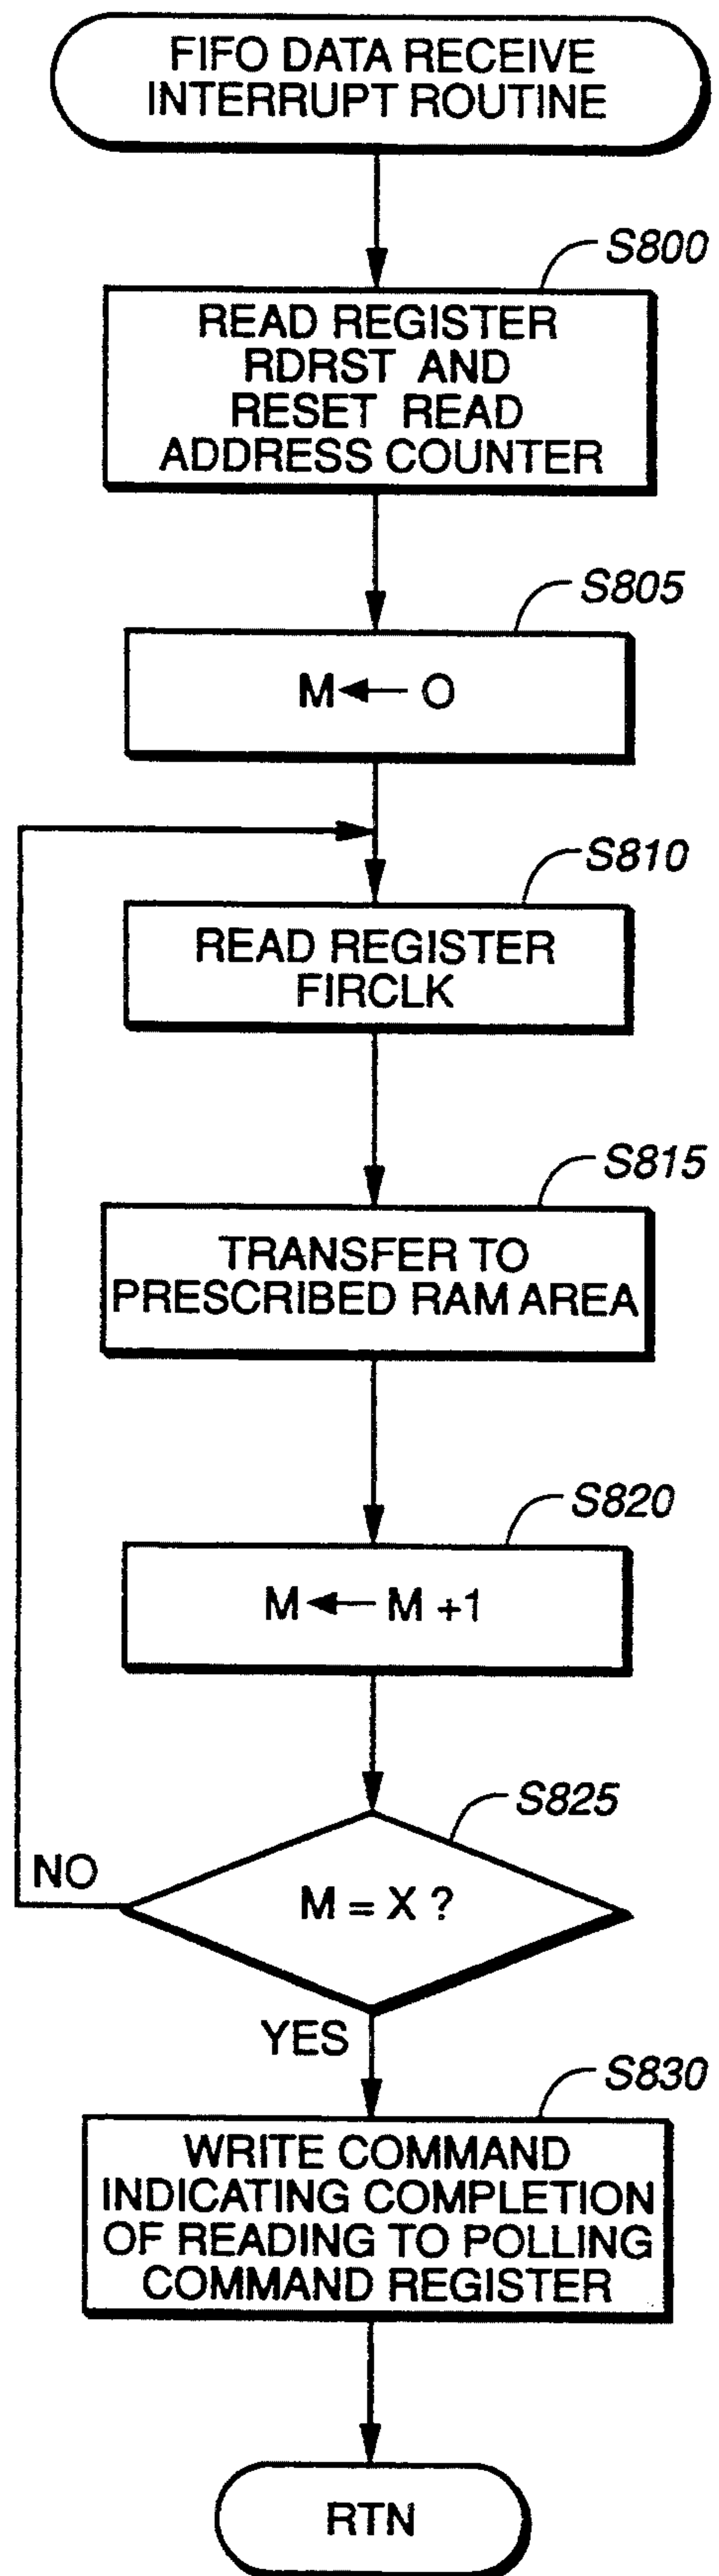 FIFO DATA RECEIVE
INTERRUPT ROUTINE
S800
READ REGISTER
RDRST AND
RESET READ
ADDRESS COUNTER
S805
M ← O
S810
READ REGISTER
FIRCLK
S815
TRANSFER TO
PRESCRIBED RAM AREA
S820
M ← M +1
S825
M = X ?
NO
YES
S830
WRITE COMMAND
INDICATING COMPLETION
OF READING TO POLLING
COMMAND REGISTER
RTN